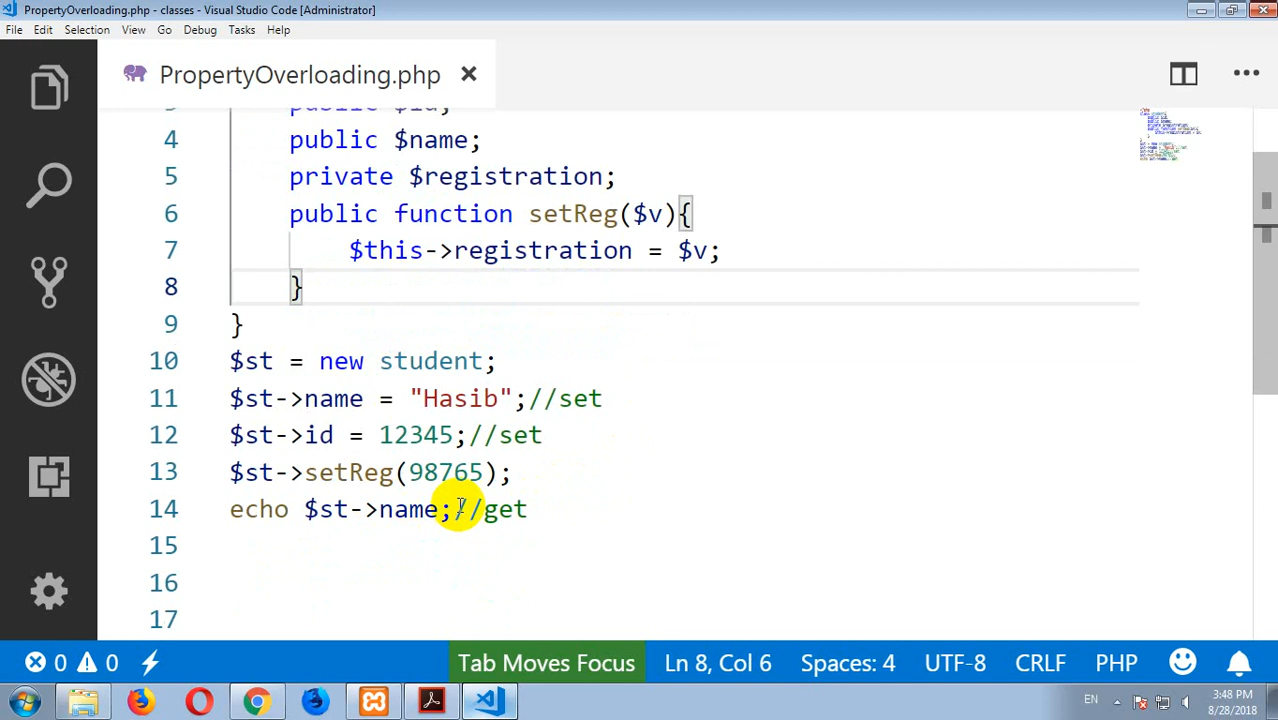 PropertyOverloading.php - classes - Visual Studio Code [Administrator]
File Edit Selection View Go Debug Tasks Help
PropertyOverloading.php
3 public $id;
4 public $name;
5 private $registration;
6 public function setReg($v){
7 $this->registration = $v;
8 }
9 }
10 $st = new student;
11 $st->name = "Hasib";//set
12 $st->id = 12345;//set
13 $st->setReg(98765);
14 echo $st->name;//get
15
16
17
0 0 Tab Moves Focus Ln 8, Col 6 Spaces: 4 UTF-8 CRLF PHP
EN 3:48 PM
8/28/2018